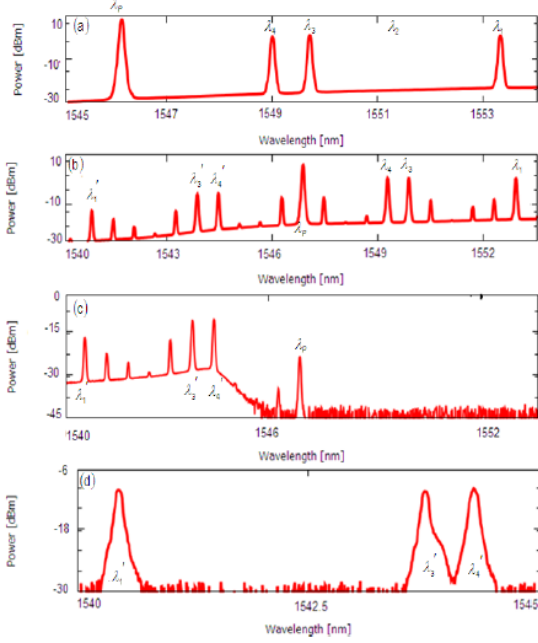 λP
(a)
λ4
λ3
λ2
λ1
10
-10
-30
Power [dBm]
1545
1547
1549
1551
1553
Wavelength [nm]
(b)
λ1′
λ3′
λ4′
λP
λ4
λ3
λ1
10
-10
-30
Power [dBm]
1540
1543
1546
1549
1552
Wavelength [nm]
(c)
λP
λ1′
λ3′
λ4′
0
-15
-30
-45
Power [dBm]
1540
1546
1552
Wavelength [nm]
(d)
λ1′
λ3′
λ4′
-6
-18
-30
Power [dBm]
1540
1542.5
1545
Wavelength [nm]